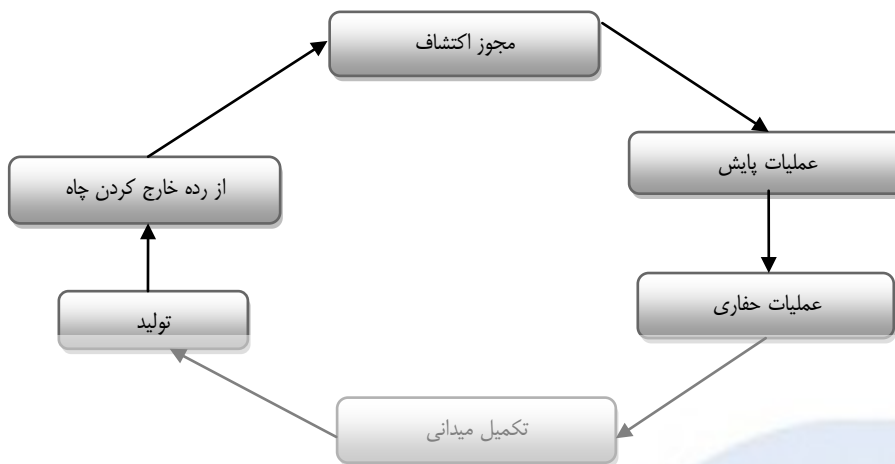 مجوز اکتشاف
عملیات پایش
از رده خارج کردن چاه
عملیات حفاری
تولید
تکمیل میدانی